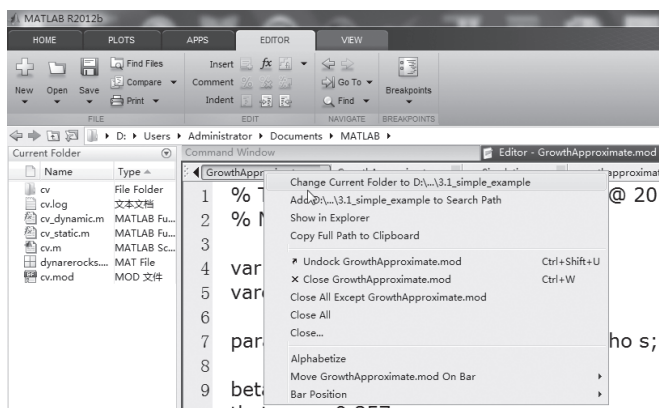 MATLAB R2012b
HOME PLOTS APPS EDITOR VIEW
Find Files Insert fx
Compare Comment Go To Breakpoints
New Open Save Print Indent Find
FILE EDIT NAVIGATE BREAKPOINTS
D: Users Administrator Documents MATLAB
Current Folder Command Window Editor - GrowthApproximate.mod
Name Type
cv File Folder
cv.log 文本文档
cv_dynamic.m MATLAB Fu...
cv_static.m MATLAB Fu...
cv.m MATLAB Sc...
dynarerocks.... MAT File
cv.mod MOD 文件
Change Current Folder to D:\...\3.1_simple_example
Add D:\...\3.1_simple_example to Search Path
Show in Explorer
Copy Full Path to Clipboard
Undock GrowthApproximate.mod Ctrl+Shift+U
Close GrowthApproximate.mod Ctrl+W
Close All Except GrowthApproximate.mod
Close All
Close...
Alphabetize
Move GrowthApproximate.mod On Bar
Bar Position
1 % @ 20
2 %
3
4 var
5
6
7 ho s;
8
9